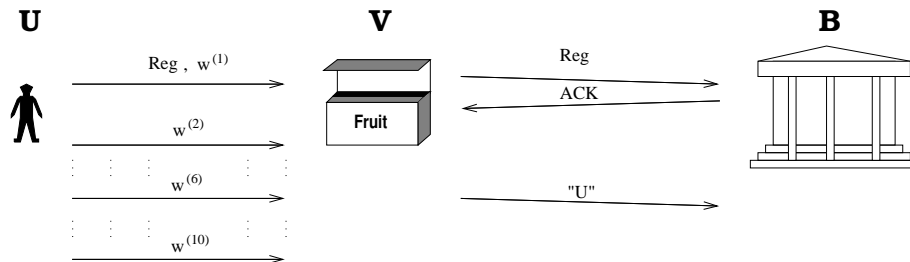 U
V
B
Reg , w^(1)
Reg
ACK
Fruit
w^(2)
w^(6)
"U"
w^(10)